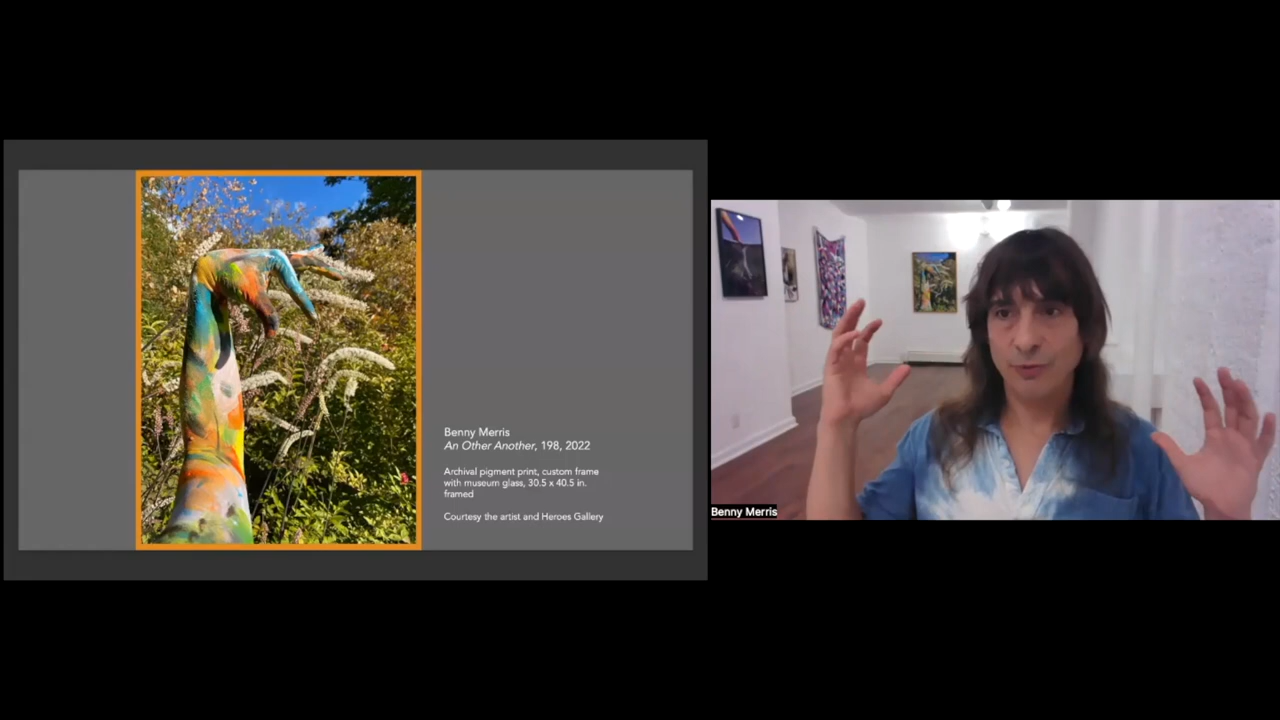 Benny Merris
An Other Another, 198, 2022
Archival pigment print, custom frame
with museum glass, 30.5 x 40.5 in.
framed
Courtesy the artist and Heroes Gallery
Benny Merris